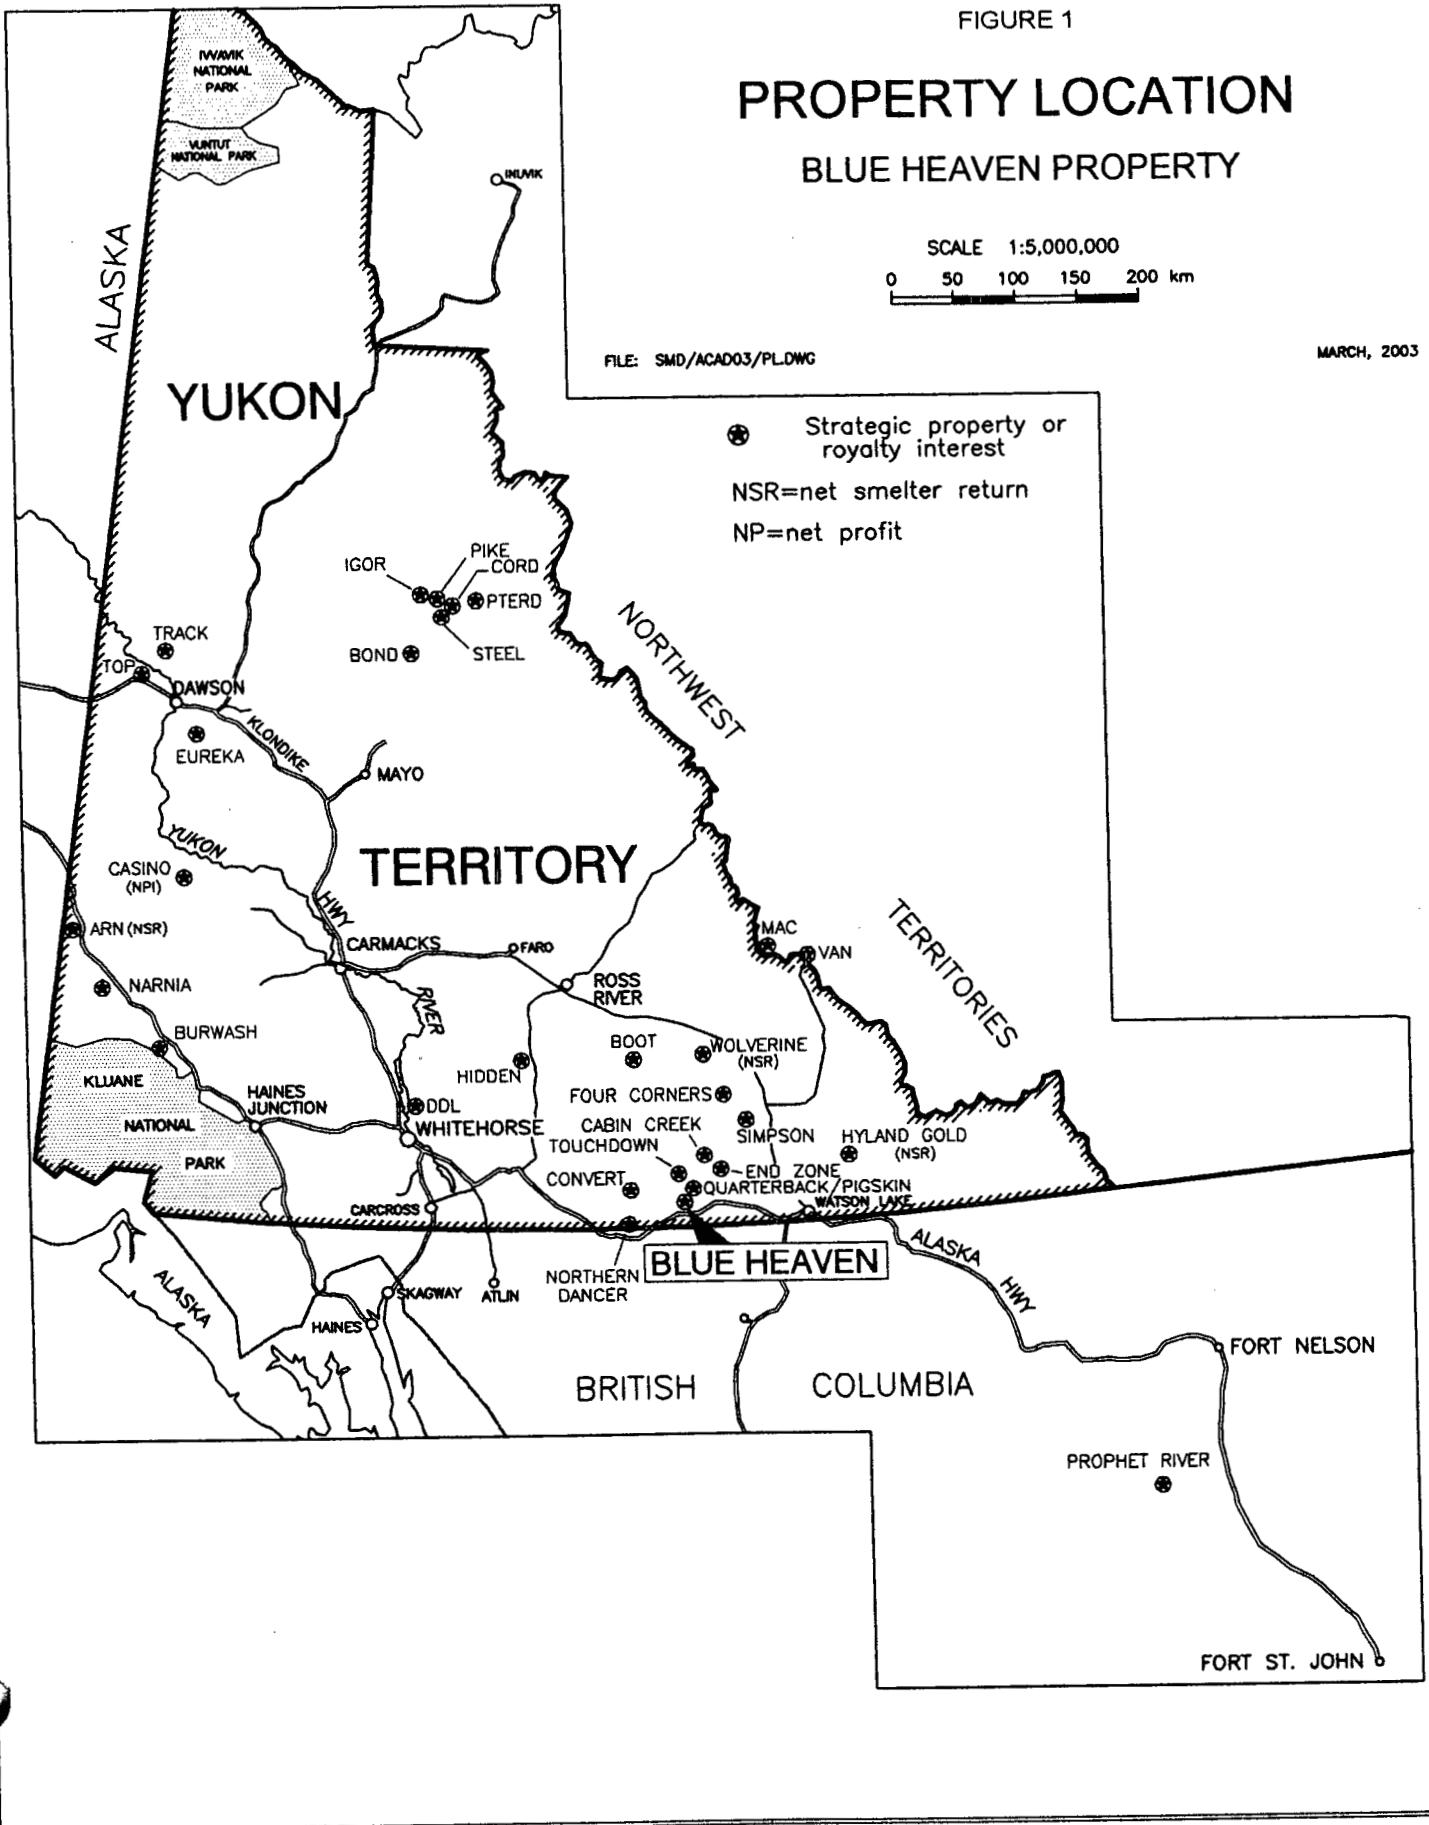 FIGURE 1
PROPERTY LOCATION
BLUE HEAVEN PROPERTY
SCALE 1:5,000,000
0 50 100 150 200 km
FILE: SMD/ACAD03/PL.DWG
MARCH, 2003
Strategic property or
royalty interest
NSR=net smelter return
NP=net profit
IVVAVIK
NATIONAL
PARK
VUNTUT
NATIONAL PARK
INUVIK
ALASKA
YUKON
IGOR
PIKE
CORD
PTERD
STEEL
BOND
NORTHWEST
TRACK
TOP
DAWSON
KLONDIKE
EUREKA
MAYO
YUKON
TERRITORY
CASINO
(NPI)
HWY
ARN (NSR)
CARMACKS
FARO
MAC
VAN
TERRITORIES
NARNIA
RIVER
ROSS
RIVER
BURWASH
BOOT
WOLVERINE
(NSR)
HIDDEN
KLUANE
NATIONAL
PARK
HAINES
JUNCTION
DDL
WHITEHORSE
FOUR CORNERS
CABIN CREEK
SIMPSON
HYLAND GOLD
(NSR)
TOUCHDOWN
END ZONE
CONVERT
QUARTERBACK/PIGSKIN
WATSON LAKE
CARCROSS
BLUE HEAVEN
ALASKA
HWY
NORTHERN
DANCER
ALASKA
SKAGWAY
ATLIN
HAINES
FORT NELSON
BRITISH COLUMBIA
PROPHET RIVER
FORT ST. JOHN